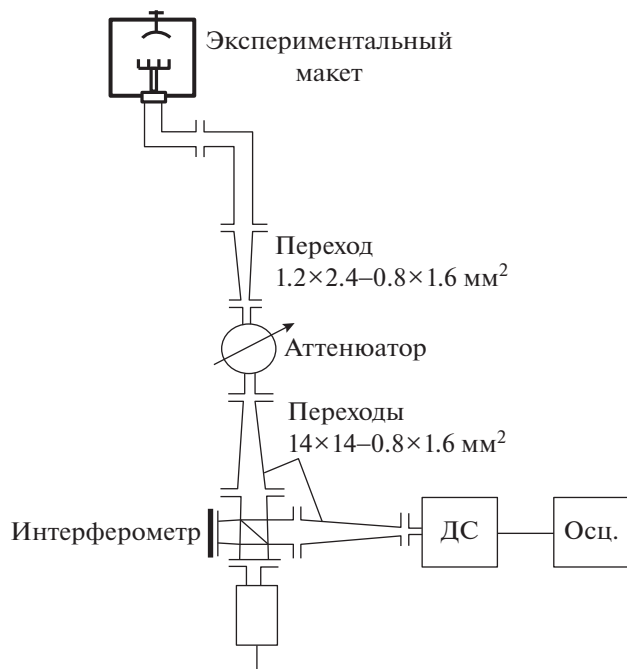 Экспериментальный
макет
Переход
1.2×2.4–0.8×1.6 мм²
Аттенюатор
Переходы
14×14–0.8×1.6 мм²
Интерферометр
ДС
Осц.